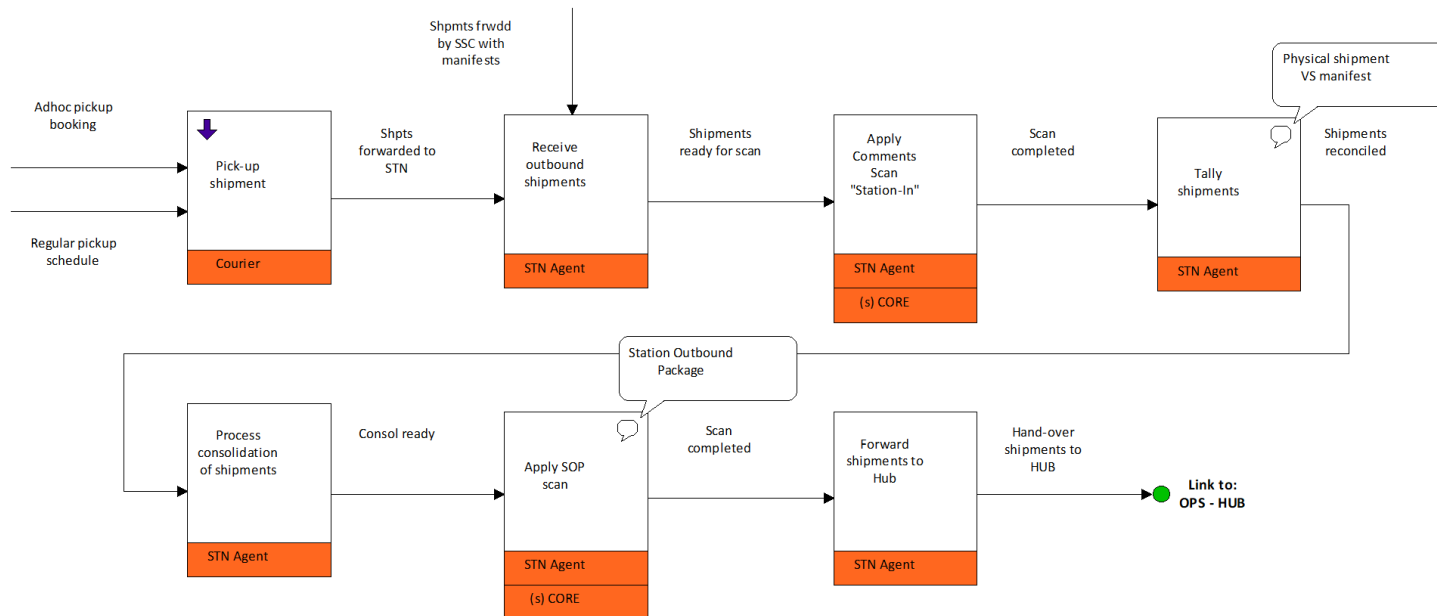 Shpmts frwdd
by SSC with
manifests
Physical shipment
VS manifest
Adhoc pickup
booking
Regular pickup
schedule
Pick-up
shipment
Courier
Shpts
forwarded to
STN
Receive
outbound
shipments
STN Agent
Shipments
ready for scan
Apply
Comments
Scan
"Station-In"
STN Agent
(s) CORE
Scan
completed
Tally
shipments
STN Agent
Shipments
reconciled
Process
consolidation
of shipments
STN Agent
Consol ready
Station Outbound
Package
Apply SOP
scan
STN Agent
(s) CORE
Scan
completed
Forward
shipments to
Hub
STN Agent
Hand-over
shipments to
HUB
Link to:
OPS - HUB